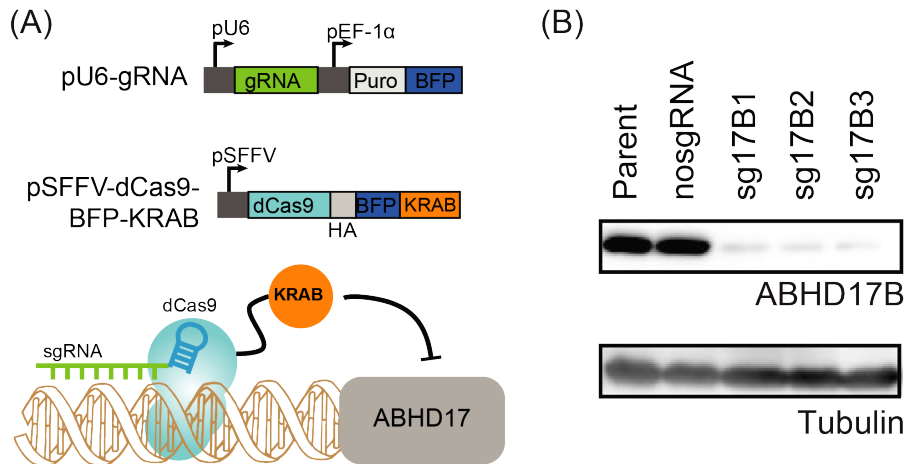 (A)
pU6
pEF-1α
pU6-gRNA
gRNA
Puro
BFP
pSFFV
pSFFV-dCas9-
BFP-KRAB
dCas9
BFP
KRAB
HA
KRAB
dCas9
sgRNA
ABHD17
(B)
Parent
nosgRNA
sg17B1
sg17B2
sg17B3
ABHD17B
Tubulin